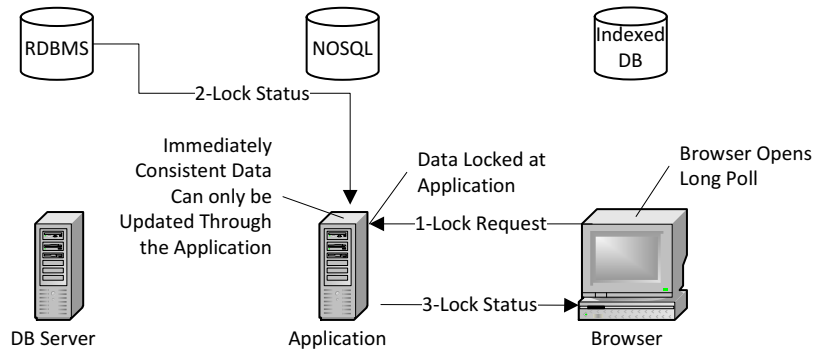 RDBMS
NOSQL
Indexed
DB
2-Lock Status
Immediately
Consistent Data
Can only be
Updated Through
the Application
Data Locked at
Application
Browser Opens
Long Poll
1-Lock Request
3-Lock Status
DB Server
Application
Browser